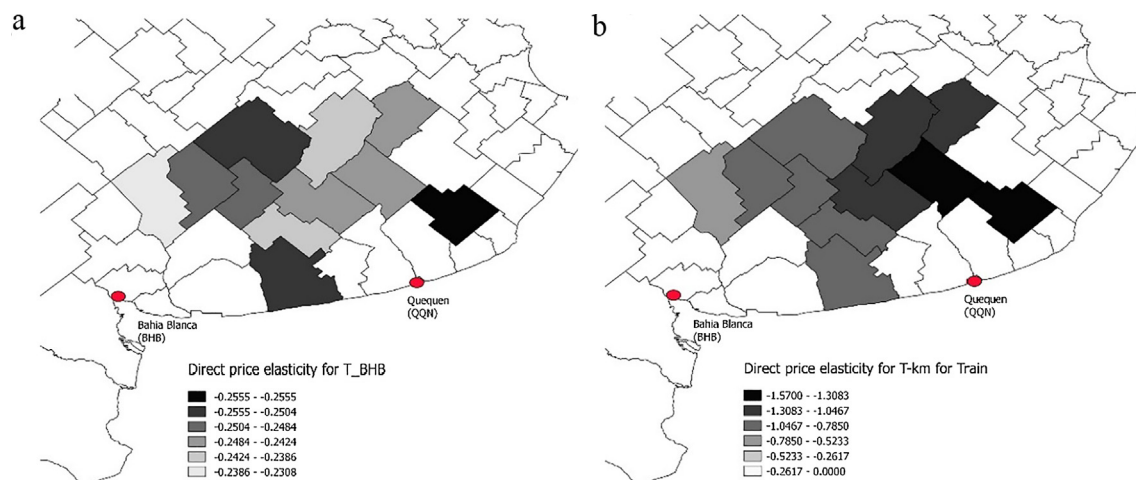 a
Quequen
(QQN)
Bahia Blanca
(BHB)
Direct price elasticity for T_BHB
-0.2555 - -0.2555
-0.2555 - -0.2504
-0.2504 - -0.2484
-0.2484 - -0.2424
-0.2424 - -0.2386
-0.2386 - -0.2308
b
Quequen
(QQN)
Bahia Blanca
(BHB)
Direct price elasticity for T-km for Train
-1.5700 - -1.3083
-1.3083 - -1.0467
-1.0467 - -0.7850
-0.7850 - -0.5233
-0.5233 - -0.2617
-0.2617 - 0.0000